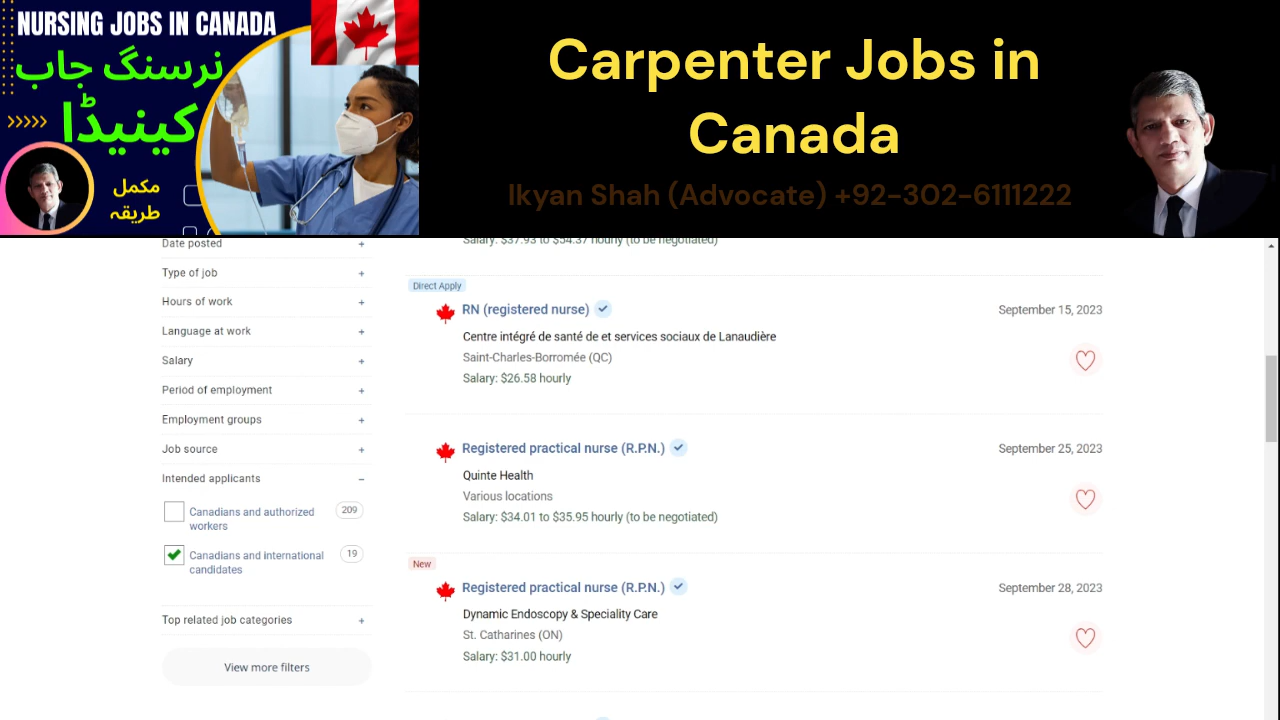 NURSING JOBS IN CANADA
نرسنگ جاب
کینیڈا
مکمل
طریقہ
Carpenter Jobs in
Canada
Ikyan Shah (Advocate) +92-302-6111222
Date posted +
Type of job +
Hours of work +
Language at work +
Salary +
Period of employment +
Employment groups +
Job source +
Intended applicants −
Canadians and authorized 209
workers
Canadians and international 19
candidates
Top related job categories +
View more filters
Salary: $37.93 to $54.37 hourly (to be negotiated)
Direct Apply
RN (registered nurse) September 15, 2023
Centre intégré de santé de et services sociaux de Lanaudière
Saint-Charles-Borromée (QC)
Salary: $26.58 hourly
Registered practical nurse (R.P.N.) September 25, 2023
Quinte Health
Various locations
Salary: $34.01 to $35.95 hourly (to be negotiated)
New
Registered practical nurse (R.P.N.) September 28, 2023
Dynamic Endoscopy & Speciality Care
St. Catharines (ON)
Salary: $31.00 hourly